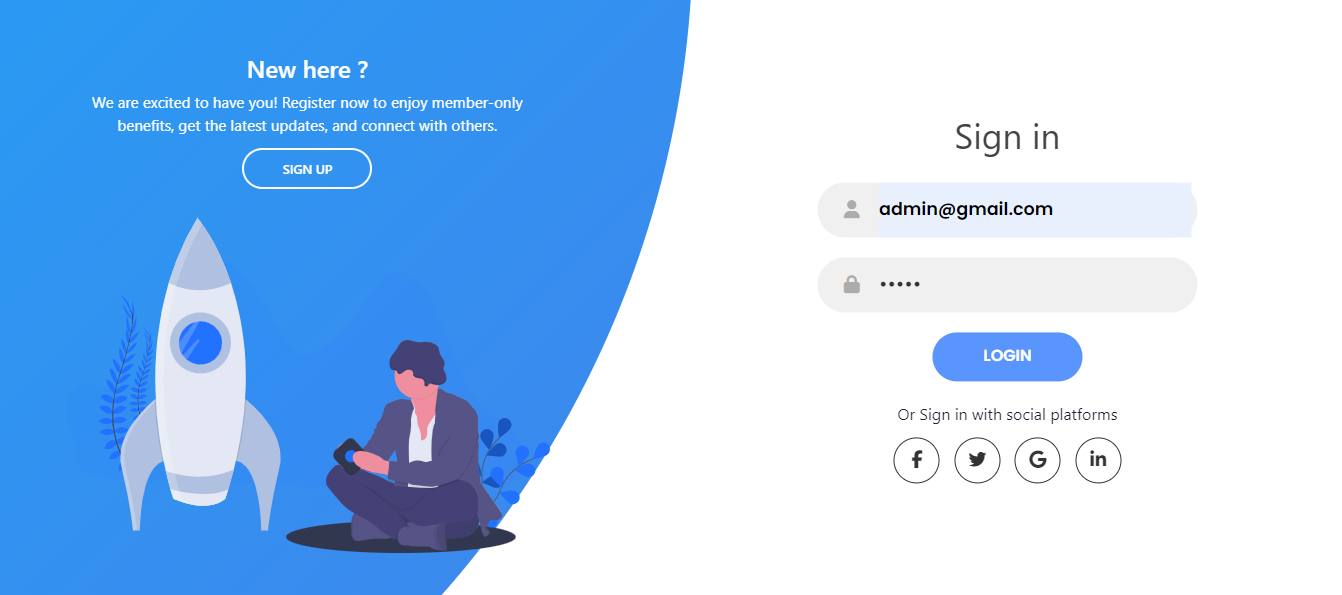 New here ?
We are excited to have you! Register now to enjoy member-only
benefits, get the latest updates, and connect with others.
SIGN UP
Sign in
admin@gmail.com
•••••
LOGIN
Or Sign in with social platforms